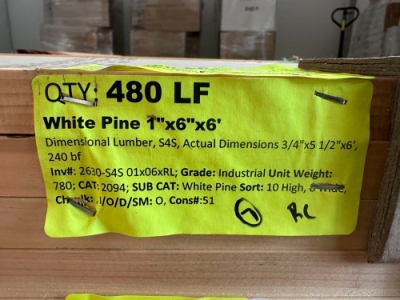 QTY: 480 LF
White Pine 1"x6"x6'
Dimensional Lumber, S4S, Actual Dimensions 3/4"x5 1/2"x6',
240 bf
Inv#: 2630-S4S 01x06xRL; Grade: Industrial Unit Weight:
780; CAT: 2094; SUB CAT: White Pine Sort: 10 High,
I/O/D/SM: O, Cons#:51
7 RC